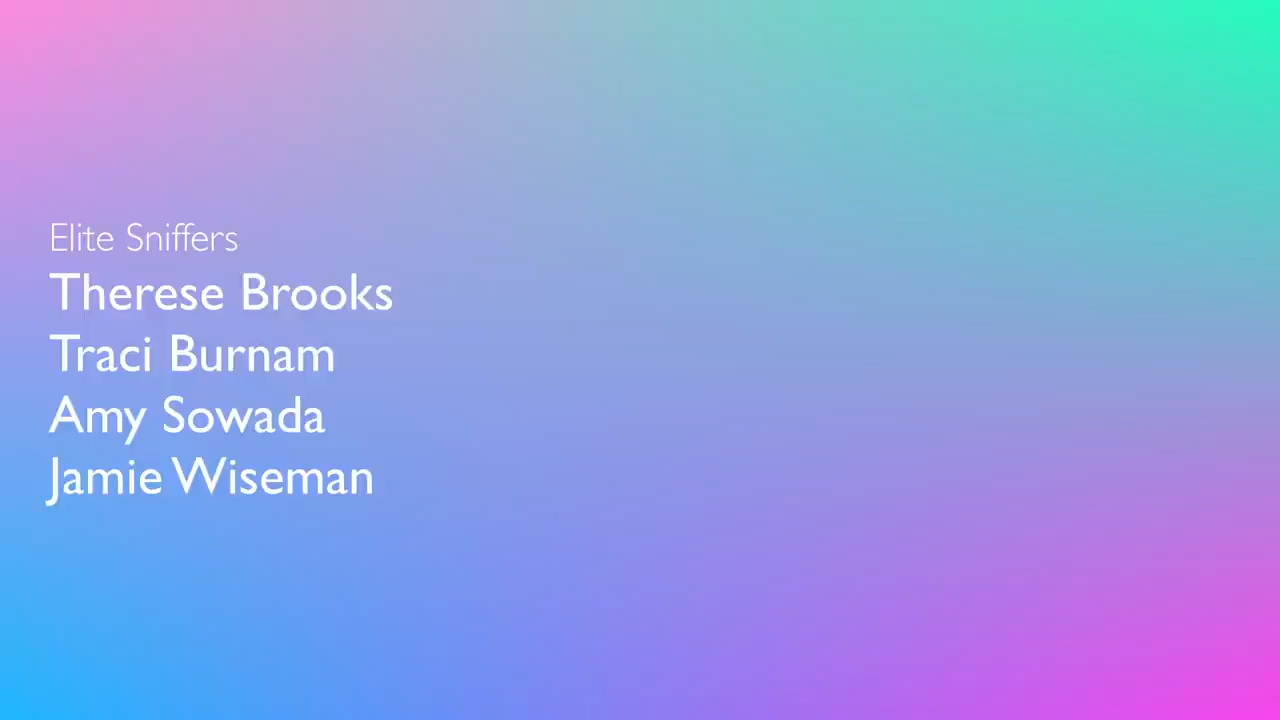 Elite Sniffers
Therese Brooks
Traci Burnam
Amy Sowada
Jamie Wiseman